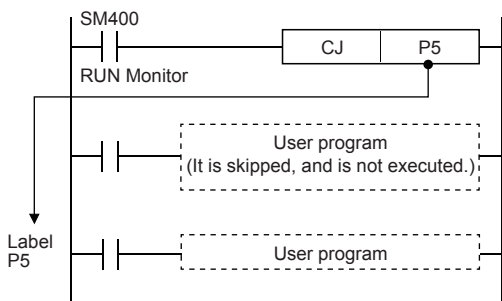 SM400
CJ P5
RUN Monitor
User program
(It is skipped, and is not executed.)
Label
P5
User program